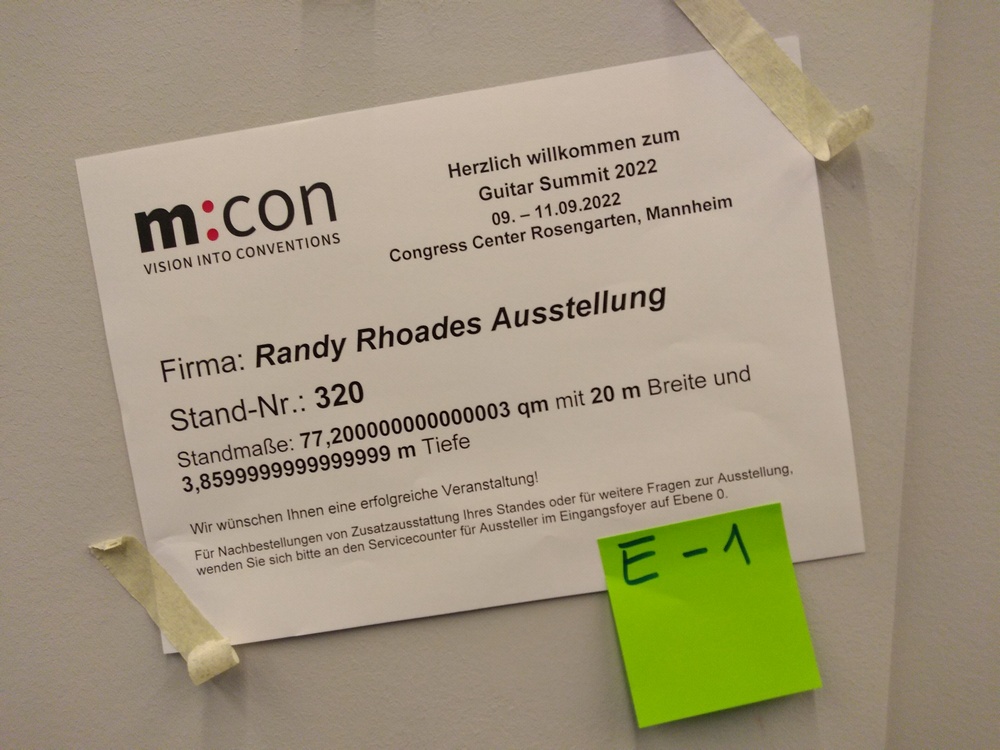 m:con
VISION INTO CONVENTIONS
Herzlich willkommen zum
Guitar Summit 2022
09. – 11.09.2022
Congress Center Rosengarten, Mannheim
Firma: Randy Rhoades Ausstellung
Stand-Nr.: 320
Standmaße: 77,200000000000003 qm mit 20 m Breite und
3,8599999999999999 m Tiefe
Wir wünschen Ihnen eine erfolgreiche Veranstaltung!
Für Nachbestellungen von Zusatzausstattung Ihres Standes oder für weitere Fragen zur Ausstellung,
wenden Sie sich bitte an den Servicecounter für Aussteller im Eingangsfoyer auf Ebene 0.
E - 1